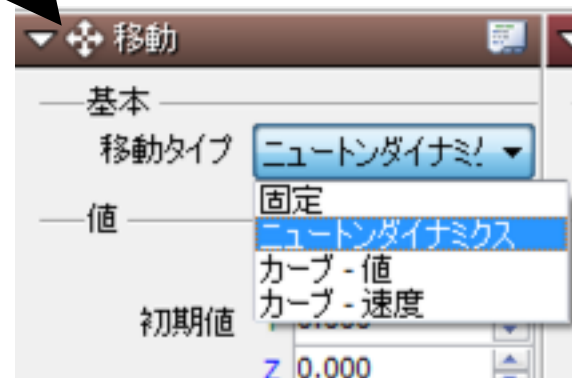 移動
基本
移動タイプ ニュートンダイナミ
固定
ニュートンダイナミクス
値
カーブ - 値
カーブ - 速度
初期値
Z 0.000